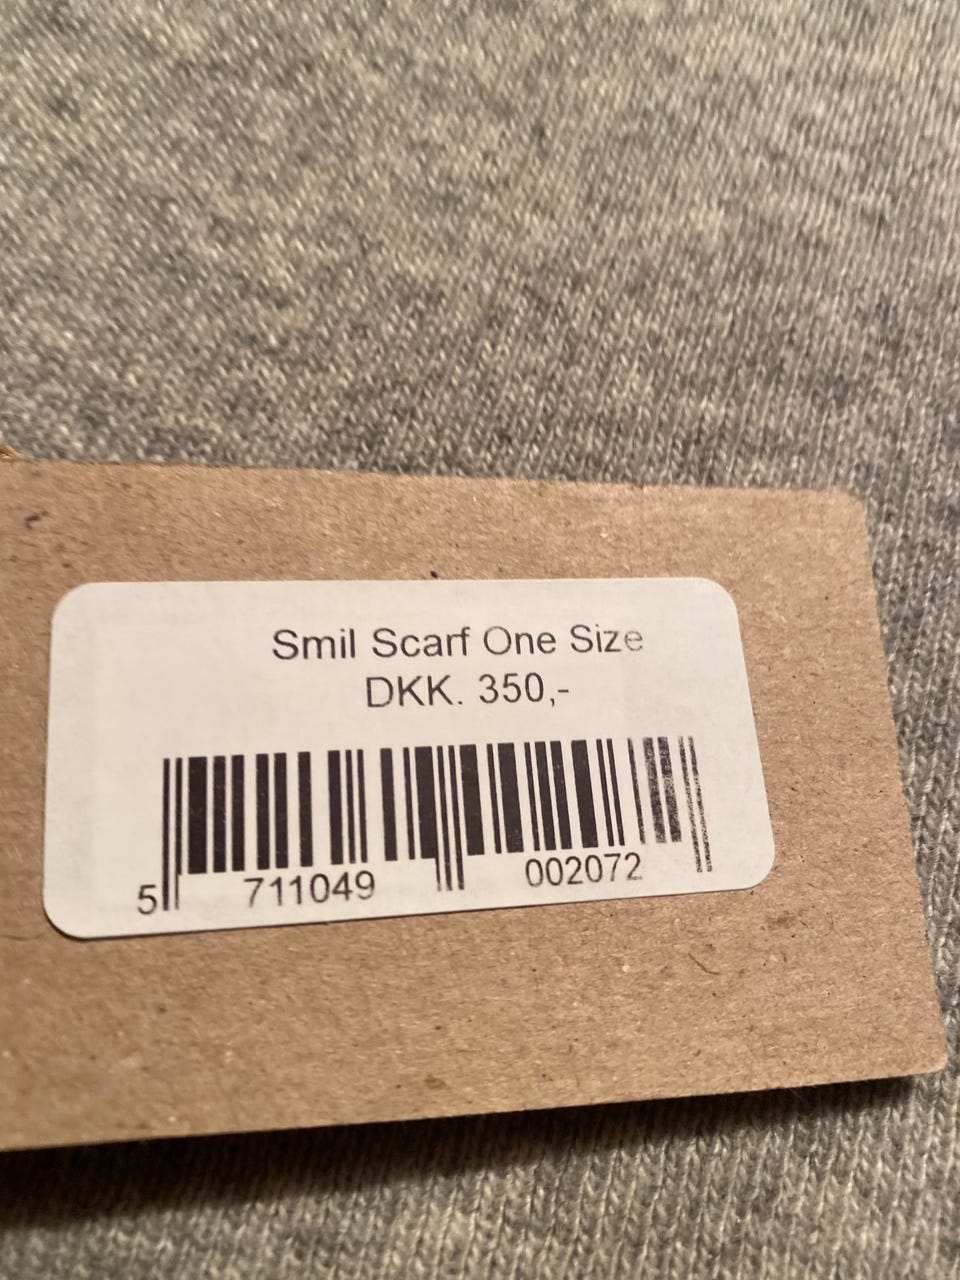 Smil Scarf One Size
DKK. 350,-
5 711049 002072